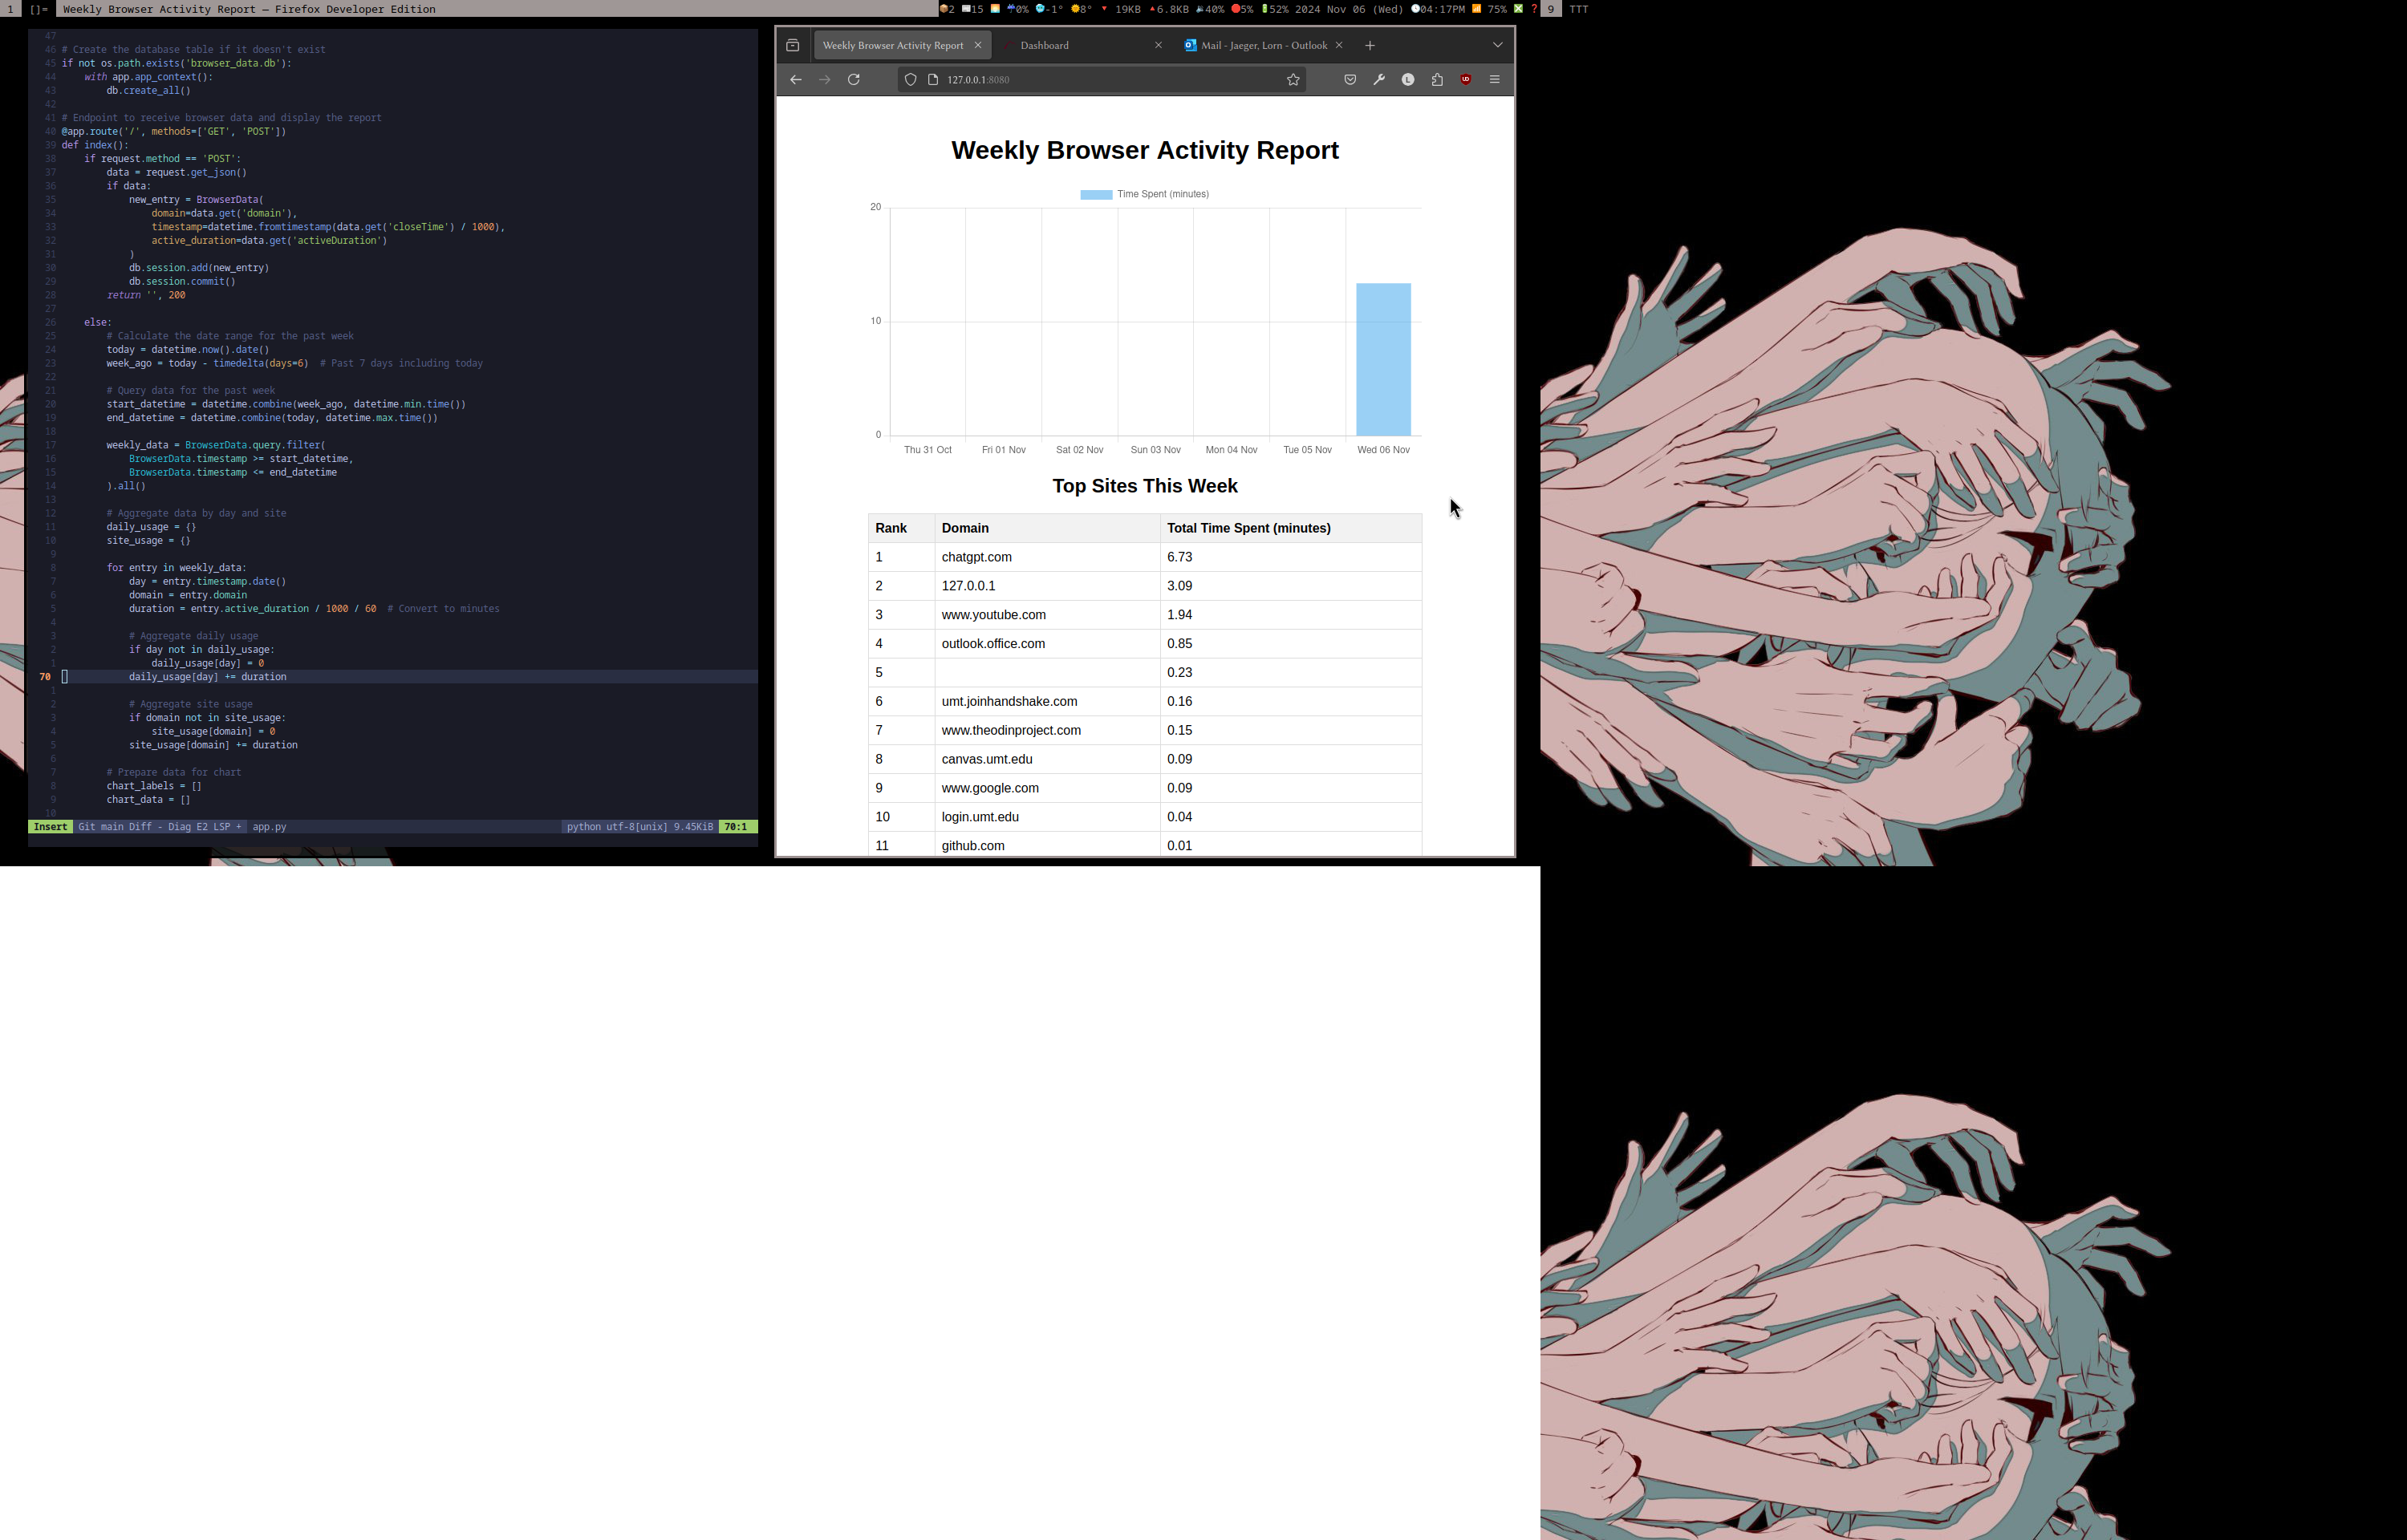 1 []= Weekly Browser Activity Report — Firefox Developer Edition
2 15 0% -1° 8° 19KB 6.8KB 40% 5% 52% 2024 Nov 06 (Wed) 04:17PM 75% ❎ ❓ 9 TTT
47
46 # Create the database table if it doesn't exist
45 if not os.path.exists('browser_data.db'):
44     with app.app_context():
43         db.create_all()
42
41 # Endpoint to receive browser data and display the report
40 @app.route('/', methods=['GET', 'POST'])
39 def index():
38     if request.method == 'POST':
37         data = request.get_json()
36         if data:
35             new_entry = BrowserData(
34                 domain=data.get('domain'),
33                 timestamp=datetime.fromtimestamp(data.get('closeTime') / 1000),
32                 active_duration=data.get('activeDuration')
31             )
30             db.session.add(new_entry)
29             db.session.commit()
28         return '', 200
27
26     else:
25         # Calculate the date range for the past week
24         today = datetime.now().date()
23         week_ago = today - timedelta(days=6)  # Past 7 days including today
22
21         # Query data for the past week
20         start_datetime = datetime.combine(week_ago, datetime.min.time())
19         end_datetime = datetime.combine(today, datetime.max.time())
18
17         weekly_data = BrowserData.query.filter(
16             BrowserData.timestamp >= start_datetime,
15             BrowserData.timestamp <= end_datetime
14         ).all()
13
12         # Aggregate data by day and site
11         daily_usage = {}
10         site_usage = {}
9
8         for entry in weekly_data:
7             day = entry.timestamp.date()
6             domain = entry.domain
5             duration = entry.active_duration / 1000 / 60  # Convert to minutes
4
3             # Aggregate daily usage
2             if day not in daily_usage:
1                 daily_usage[day] = 0
70             daily_usage[day] += duration
1
2             # Aggregate site usage
3             if domain not in site_usage:
4                 site_usage[domain] = 0
5             site_usage[domain] += duration
6
7         # Prepare data for chart
8         chart_labels = []
9         chart_data = []
10
Insert Git main Diff - Diag E2 LSP + app.py python utf-8[unix] 9.45KiB 70:1
Weekly Browser Activity Report Dashboard Mail - Jaeger, Lorn - Outlook
127.0.0.1:8080 L
Weekly Browser Activity Report
Time Spent (minutes)
20
10
0
Thu 31 Oct Fri 01 Nov Sat 02 Nov Sun 03 Nov Mon 04 Nov Tue 05 Nov Wed 06 Nov
Top Sites This Week
Rank Domain Total Time Spent (minutes)
1 chatgpt.com 6.73
2 127.0.0.1 3.09
3 www.youtube.com 1.94
4 outlook.office.com 0.85
5 0.23
6 umt.joinhandshake.com 0.16
7 www.theodinproject.com 0.15
8 canvas.umt.edu 0.09
9 www.google.com 0.09
10 login.umt.edu 0.04
11 github.com 0.01